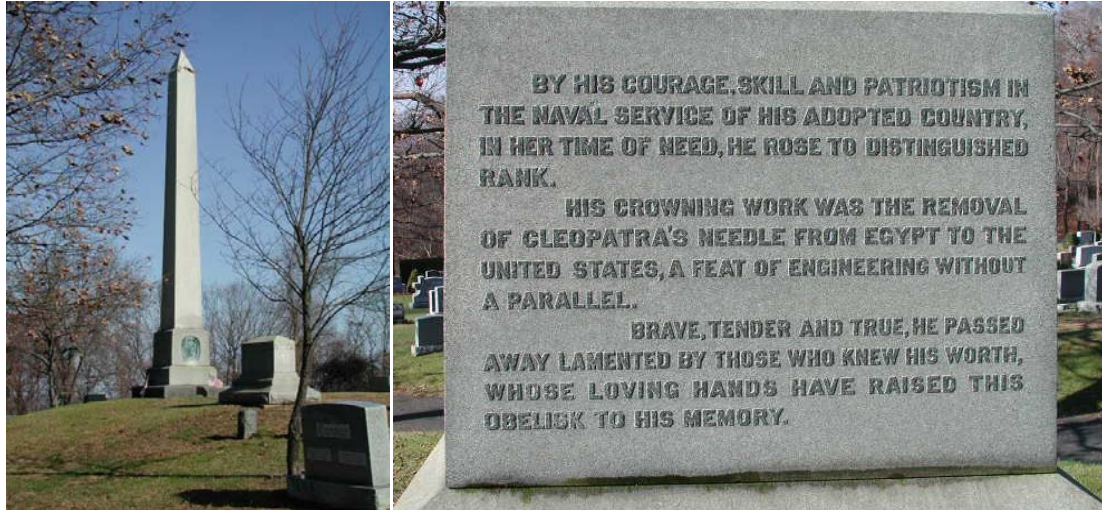 BY HIS COURAGE, SKILL AND PATRIOTISM IN
THE NAVAL SERVICE OF HIS ADOPTED COUNTRY,
IN HER TIME OF NEED, HE ROSE TO DISTINGUISHED
RANK.
HIS CROWNING WORK WAS THE REMOVAL
OF CLEOPATRA'S NEEDLE FROM EGYPT TO THE
UNITED STATES, A FEAT OF ENGINEERING WITHOUT
A PARALLEL.
BRAVE, TENDER AND TRUE, HE PASSED
AWAY LAMENTED BY THOSE WHO KNEW HIS WORTH,
WHOSE LOVING HANDS HAVE RAISED THIS
OBELISK TO HIS MEMORY.